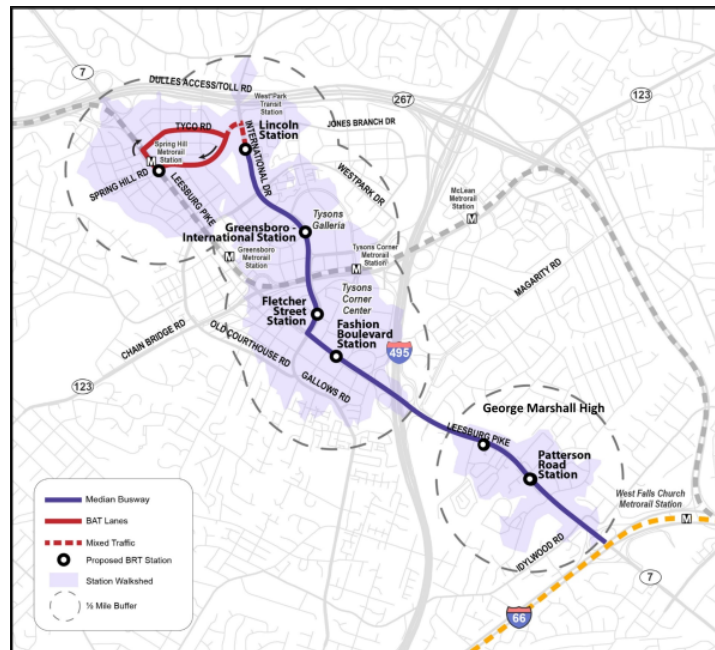 7
DULLES ACCESS/TOLL RD
267
123
West*Park
Transit
Station
JONES BRANCH DR
TYCO RD
Lincoln
Station
INTERNATIONAL DR
Spring Hill
Metrorail
Station
M
SPRING HILL RD
LEESBURG PIKE
WESTPARK DR
McLean
Metrorail
Station
M
Greensboro -
International Station
Tysons
Galleria
Greensboro
Metrorail
Station
M
Tysons Corner
Metrorail
Station
M
MAGARITY RD
Tysons
Corner
Center
Fletcher
Street
Station
Fashion
Boulevard
Station
CHAIN BRIDGE RD
OLD COURTHOUSE RD
495
GALLOWS RD
123
George Marshall High
LEESBURG PIKE
Patterson
Road
Station
West Falls Church
Metrorail Station
M
IDYLWOOD RD
7
66
Median Busway
BAT Lanes
Mixed Traffic
Proposed BRT Station
Station Walkshed
½ Mile Buffer